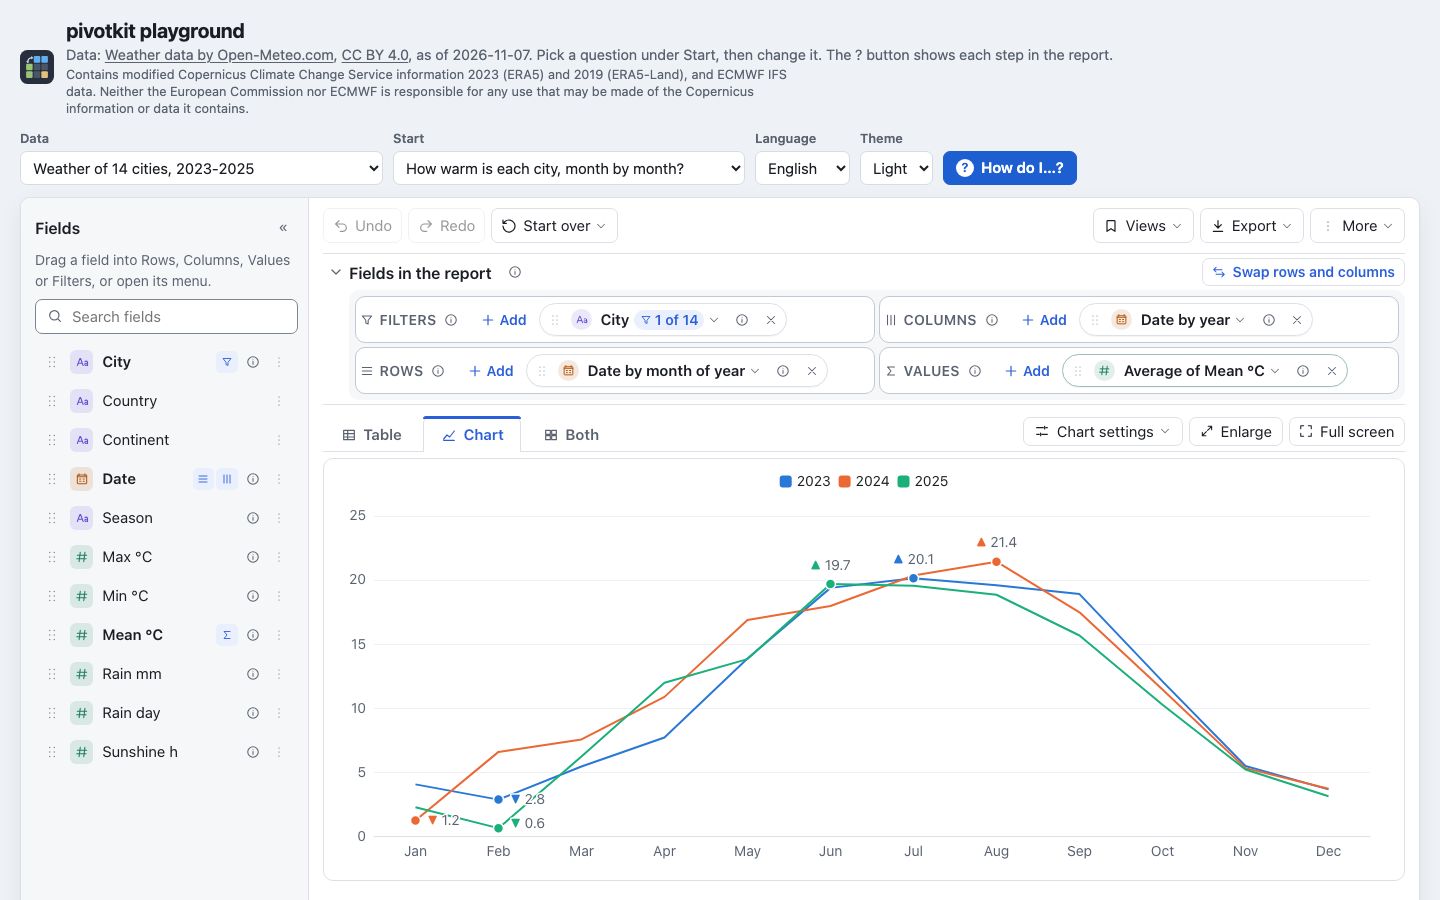 pivotkit playground
Data: Weather data by Open-Meteo.com, CC BY 4.0, as of 2026-11-07. Pick a question under Start, then change it. The ? button shows each step in the report.
Contains modified Copernicus Climate Change Service information 2023 (ERA5) and 2019 (ERA5-Land), and ECMWF IFS
data. Neither the European Commission nor ECMWF is responsible for any use that may be made of the Copernicus
information or data it contains.
Data Start Language Theme
Weather of 14 cities, 2023-2025 How warm is each city, month by month? English Light ? How do I...?
Fields «
Drag a field into Rows, Columns, Values
or Filters, or open its menu.
Search fields
Aa City
Aa Country
Aa Continent
Date
Aa Season
# Max °C
# Min °C
# Mean °C Σ
# Rain mm
# Rain day
# Sunshine h
Undo Redo Start over Views Export More
Fields in the report Swap rows and columns
FILTERS + Add Aa City 1 of 14 COLUMNS + Add Date by year
ROWS + Add Date by month of year Σ VALUES + Add # Average of Mean °C
Table Chart Both Chart settings Enlarge Full screen
2023 2024 2025
25
20
15
10
5
0
▲ 19.7
▲ 20.1
▲ 21.4
▼ 1.2
▼ 2.8
▼ 0.6
Jan Feb Mar Apr May Jun Jul Aug Sep Oct Nov Dec